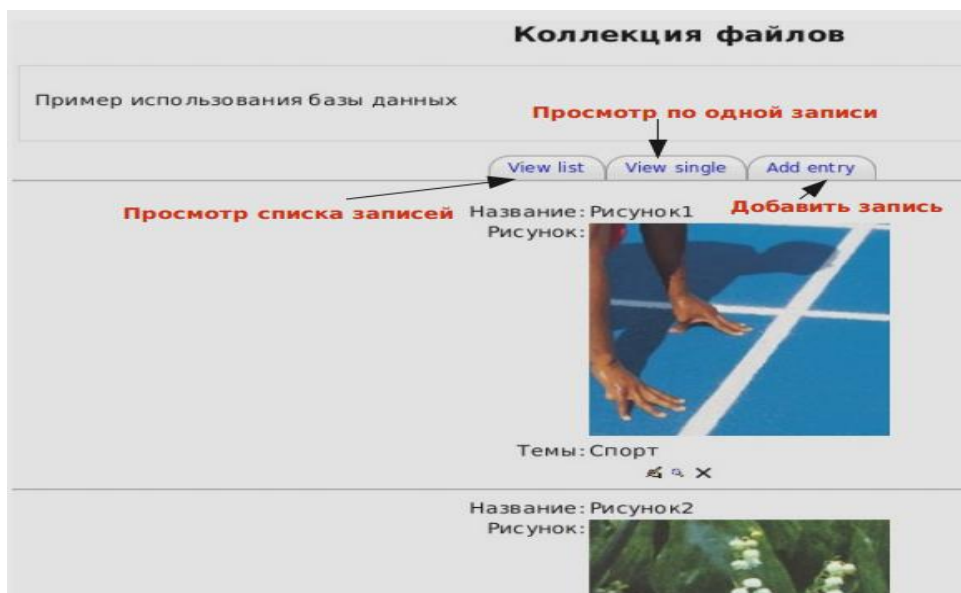 Коллекция файлов
Пример использования базы данных
Просмотр по одной записи
View list View single Add entry
Просмотр списка записей
Название: Рисунок1
Добавить запись
Рисунок:
Темы: Спорт
Название: Рисунок2
Рисунок: